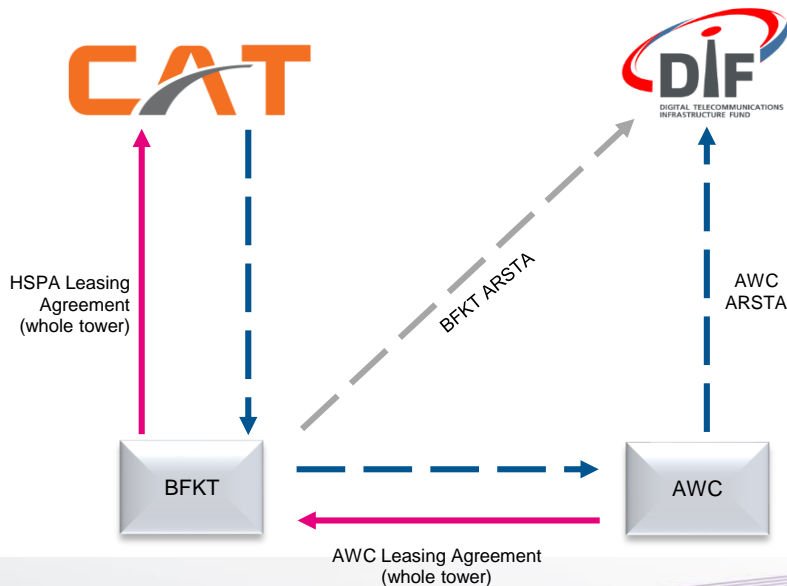 CAT
DIF
DIGITAL TELECOMMUNICATIONS
INFRASTRUCTURE FUND
HSPA Leasing
Agreement
(whole tower)
BFKT ARSTA
AWC
ARSTA
BFKT
AWC
AWC Leasing Agreement
(whole tower)